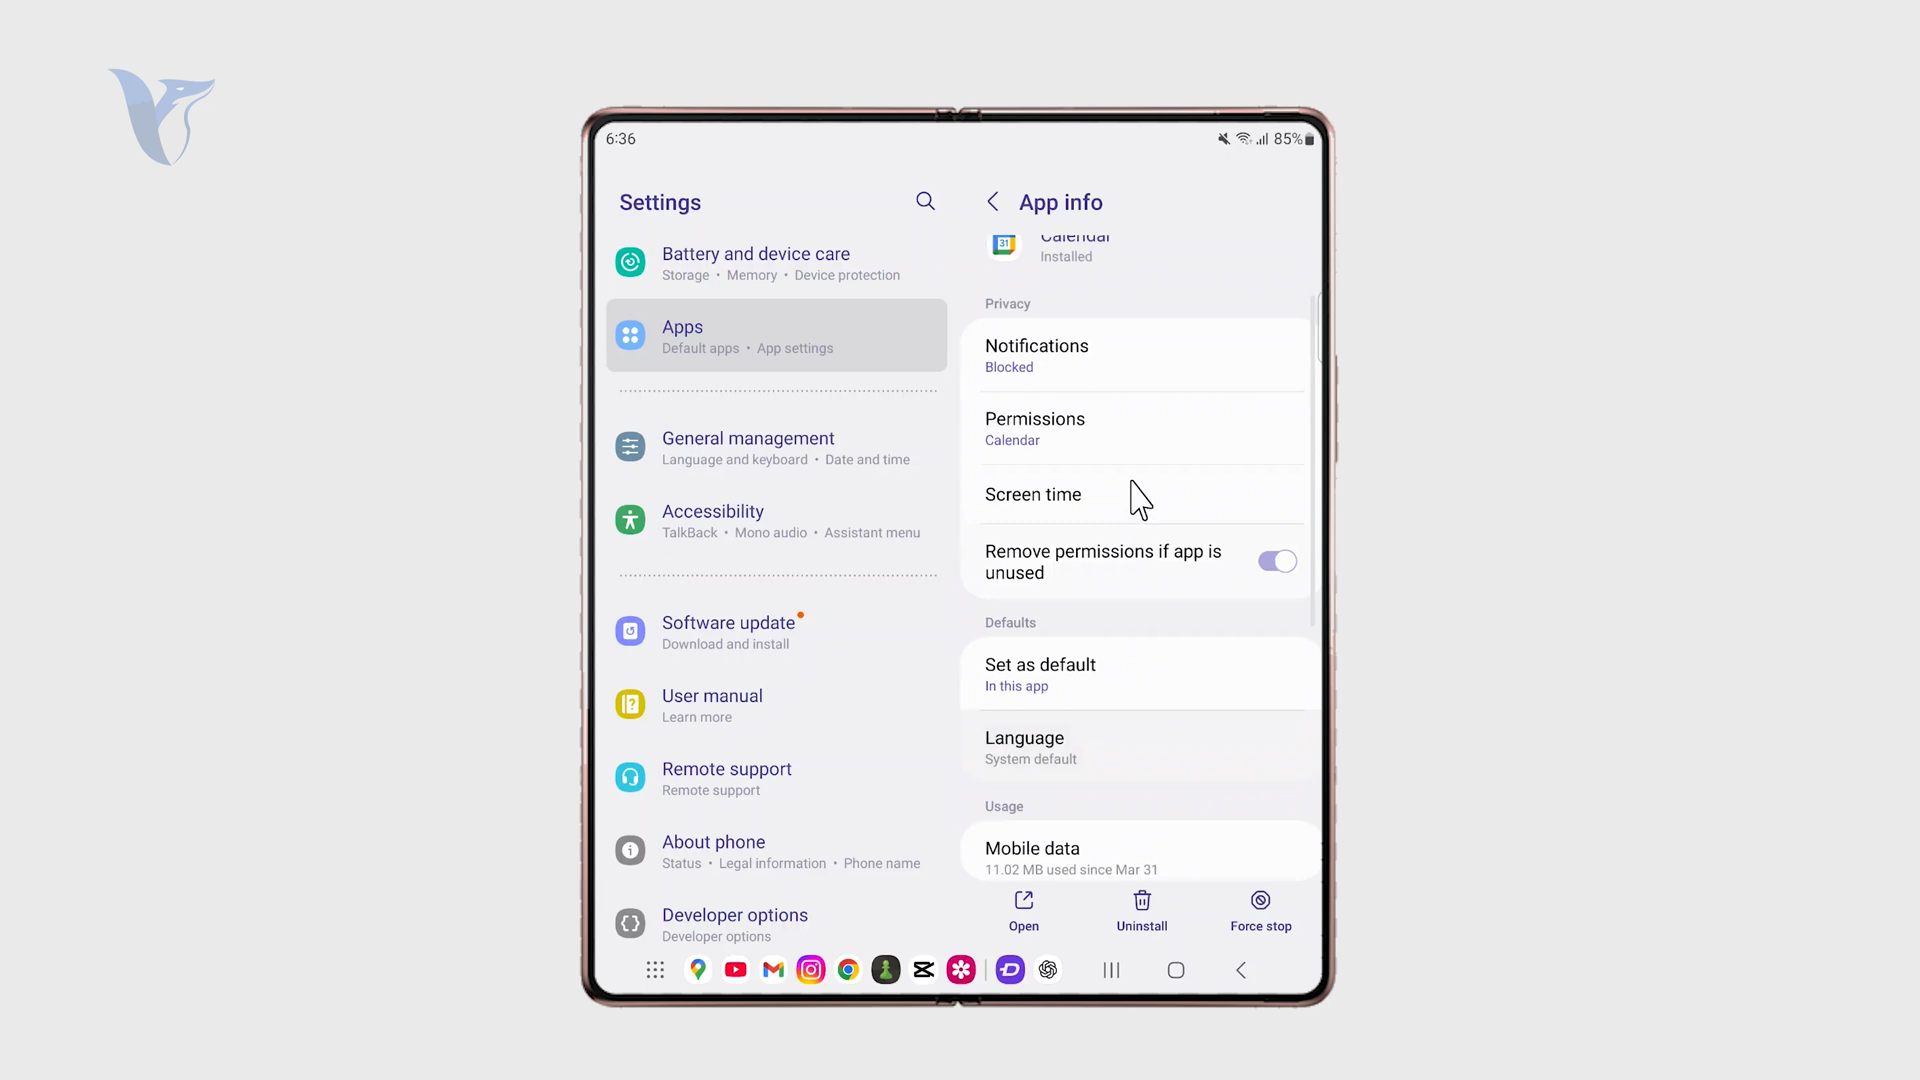 6:36
85%
Settings
Battery and device care
Storage • Memory • Device protection
Apps
Default apps • App settings
General management
Language and keyboard • Date and time
Accessibility
TalkBack • Mono audio • Assistant menu
Software update
Download and install
User manual
Learn more
Remote support
Remote support
About phone
Status • Legal information • Phone name
Developer options
Developer options
App info
31
Calendar
Installed
Privacy
Notifications
Blocked
Permissions
Calendar
Screen time
Remove permissions if app is
unused
Defaults
Set as default
In this app
Language
System default
Usage
Mobile data
11.02 MB used since Mar 31
Open
Uninstall
Force stop